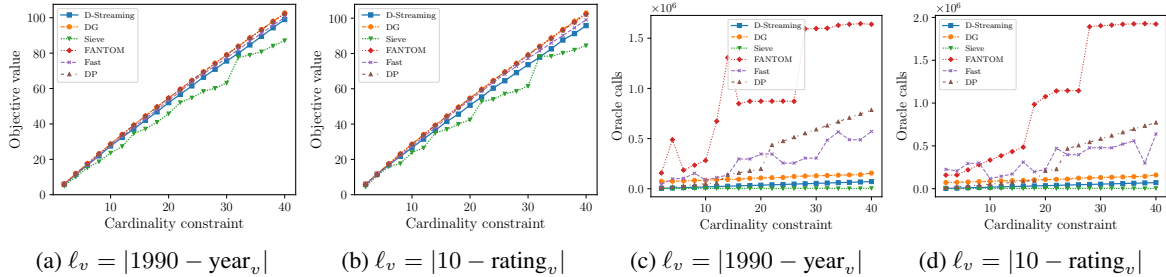 100
80
60
40
20
0
10
20
30
40
Objective value
Cardinality constraint
D-Streaming
DG
Sieve
FANTOM
Fast
DP
(a) ℓ_v = |1990 − year_v|
100
80
60
40
20
0
10
20
30
40
Objective value
Cardinality constraint
D-Streaming
DG
Sieve
FANTOM
Fast
DP
(b) ℓ_v = |10 − rating_v|
×10⁶
1.5
1.0
0.5
0.0
10
20
30
40
Oracle calls
Cardinality constraint
D-Streaming
DG
Sieve
FANTOM
Fast
DP
(c) ℓ_v = |1990 − year_v|
×10⁶
2.0
1.5
1.0
0.5
0.0
10
20
30
40
Oracle calls
Cardinality constraint
D-Streaming
DG
Sieve
FANTOM
Fast
DP
(d) ℓ_v = |10 − rating_v|